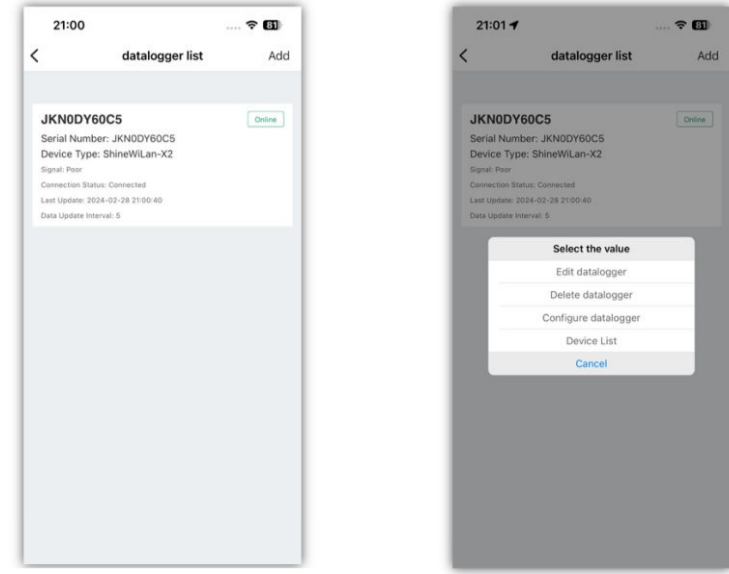 21:00
81
datalogger list
Add
JKN0DY60C5
Online
Serial Number: JKN0DY60C5
Device Type: ShineWiLan-X2
Signal: Poor
Connection Status: Connected
Last Update: 2024-02-28 21:00:40
Data Update Interval: 5
21:01
81
datalogger list
Add
JKN0DY60C5
Online
Serial Number: JKN0DY60C5
Device Type: ShineWiLan-X2
Signal: Poor
Connection Status: Connected
Last Update: 2024-02-28 21:00:40
Data Update Interval: 5
Select the value
Edit datalogger
Delete datalogger
Configure datalogger
Device List
Cancel